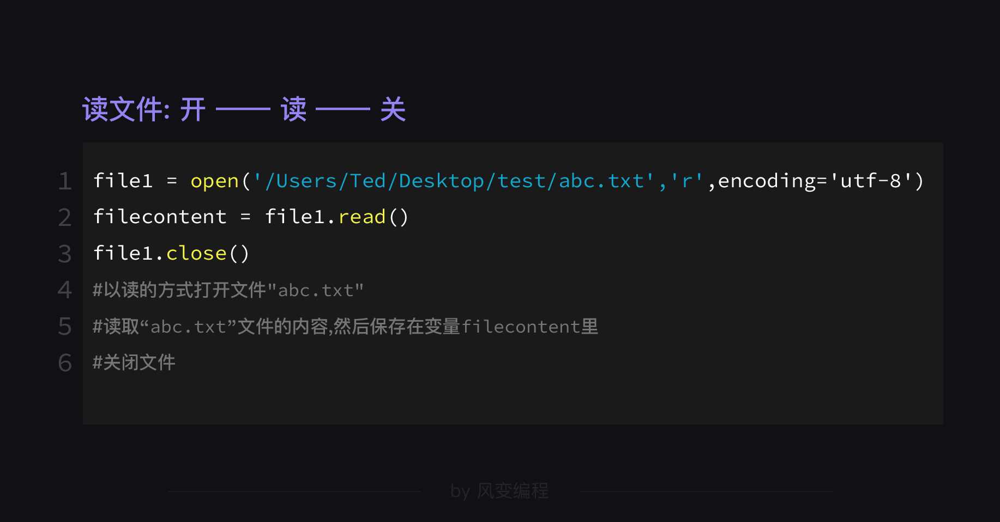 读文件: 开 —— 读 —— 关
1 file1 = open('/Users/Ted/Desktop/test/abc.txt','r',encoding='utf-8')
2 filecontent = file1.read()
3 file1.close()
4 #以读的方式打开文件"abc.txt"
5 #读取“abc.txt”文件的内容,然后保存在变量filecontent里
6 #关闭文件
by 风变编程